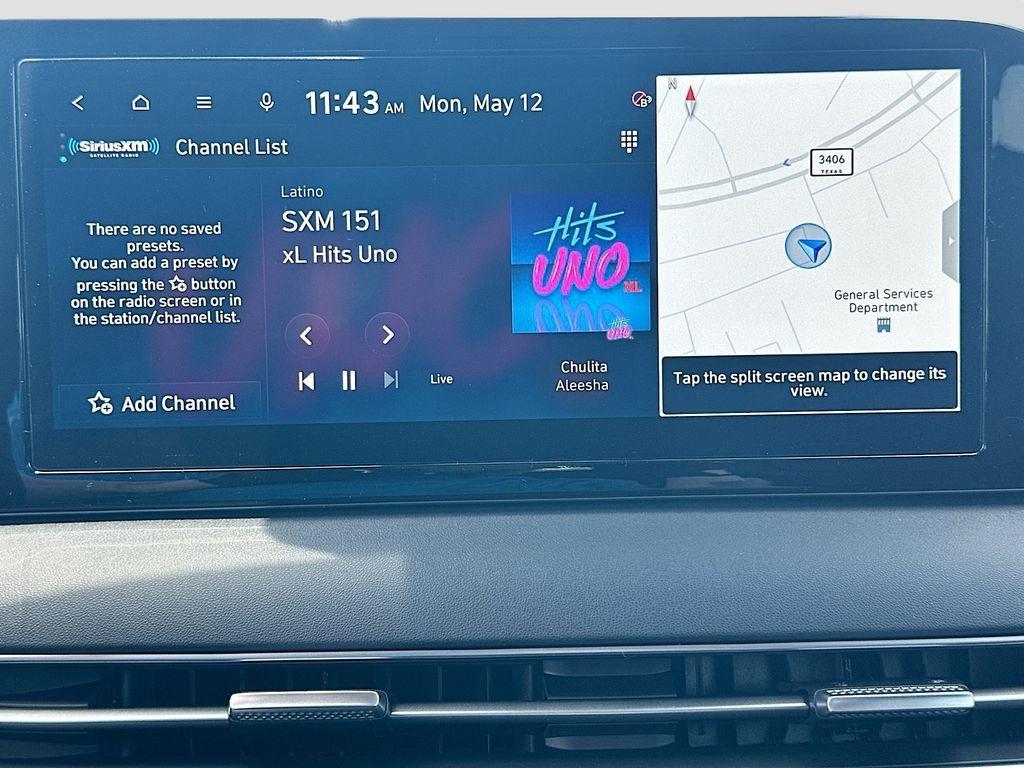 11:43 AM Mon, May 12
((SiriusXM))
SATELLITE RADIO
Channel List
There are no saved
presets.
You can add a preset by
pressing the button
on the radio screen or in
the station/channel list.
Add Channel
Latino
SXM 151
xL Hits Uno
Live
Hits
UNO
XL
Hits
UNO
Chulita
Aleesha
N
3406
TEXAS
General Services
Department
Tap the split screen map to change its
view.